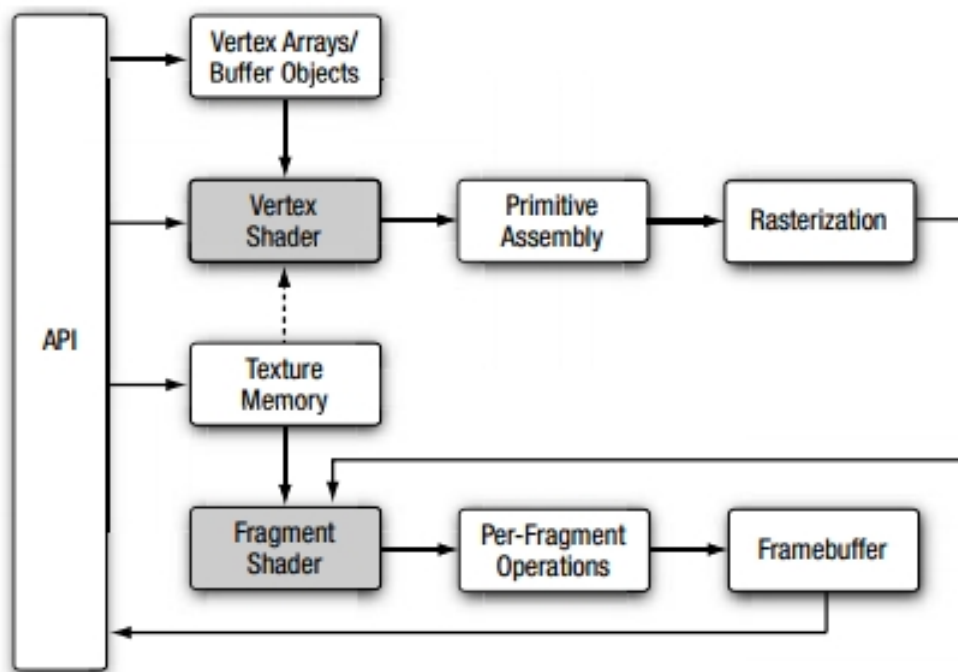 Vertex Arrays/
Buffer Objects
Vertex
Shader
Primitive
Assembly
Rasterization
API
Texture
Memory
Fragment
Shader
Per-Fragment
Operations
Framebuffer